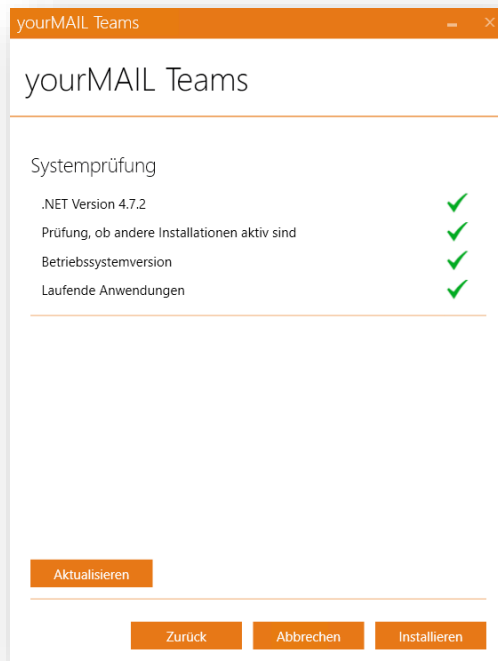 yourMAIL Teams
yourMAIL Teams
Systemprüfung
.NET Version 4.7.2
Prüfung, ob andere Installationen aktiv sind
Betriebssystemversion
Laufende Anwendungen
Aktualisieren
Zurück Abbrechen Installieren